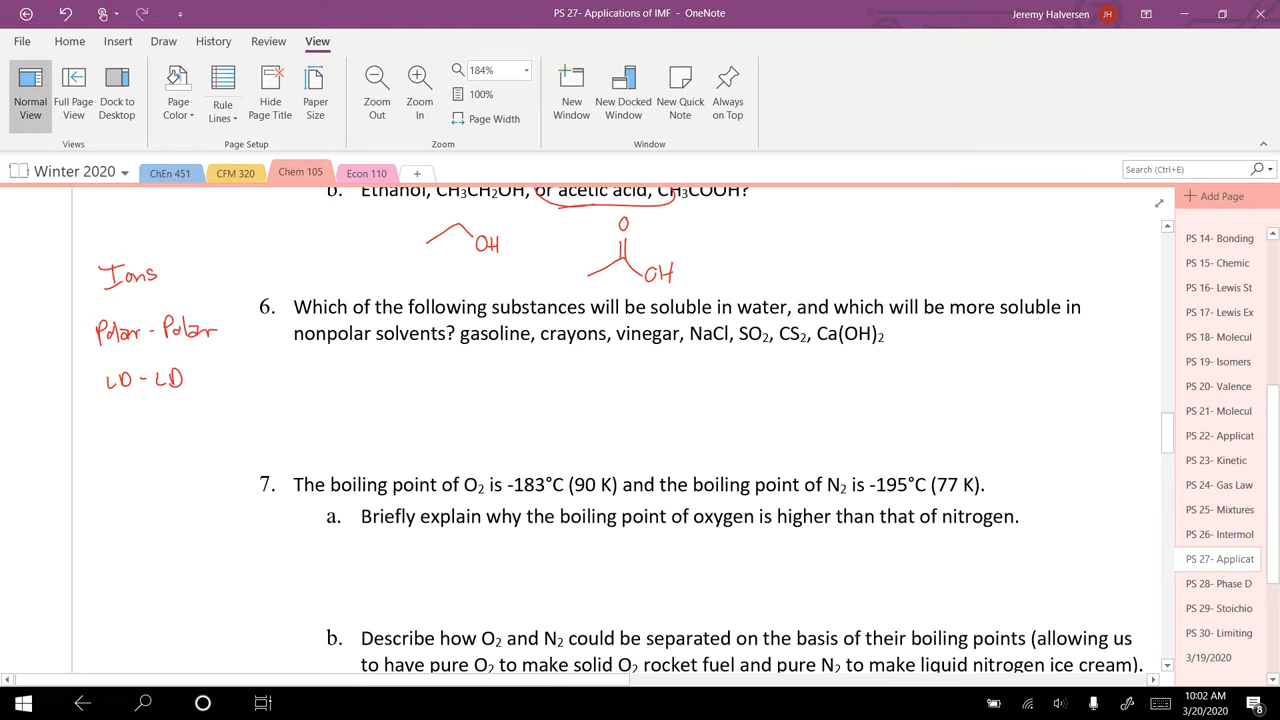 PS 27- Applications of IMF - OneNote
Jeremy Halversen
JH
File Home Insert Draw History Review View
Normal View
Full Page View
Dock to Desktop
Views
Page Color
Rule Lines
Hide Page Title
Paper Size
Page Setup
Zoom Out
Zoom In
184%
100%
Page Width
Zoom
New Window
New Docked Window
New Quick Note
Always on Top
Window
Winter 2020
ChEn 451
CFM 320
Chem 105
Econ 110
+
Search (Ctrl+E)
Add Page
PS 14- Bonding
PS 15- Chemic
PS 16- Lewis St
PS 17- Lewis Ex
PS 18- Molecul
PS 19- Isomers
PS 20- Valence
PS 21- Molecul
PS 22- Applicat
PS 23- Kinetic
PS 24- Gas Law
PS 25- Mixtures
PS 26- Intermol
PS 27- Applicat
PS 28- Phase D
PS 29- Stoichio
PS 30- Limiting
3/19/2020
b. Ethanol, CH₃CH₂OH, or acetic acid, CH₃COOH?
OH
O
OH
Ions
Polar - Polar
LD - LD
6. Which of the following substances will be soluble in water, and which will be more soluble in
nonpolar solvents? gasoline, crayons, vinegar, NaCl, SO₂, CS₂, Ca(OH)₂
7. The boiling point of O₂ is -183°C (90 K) and the boiling point of N₂ is -195°C (77 K).
a. Briefly explain why the boiling point of oxygen is higher than that of nitrogen.
b. Describe how O₂ and N₂ could be separated on the basis of their boiling points (allowing us
to have pure O₂ to make solid O₂ rocket fuel and pure N₂ to make liquid nitrogen ice cream).
10:02 AM
3/20/2020
8